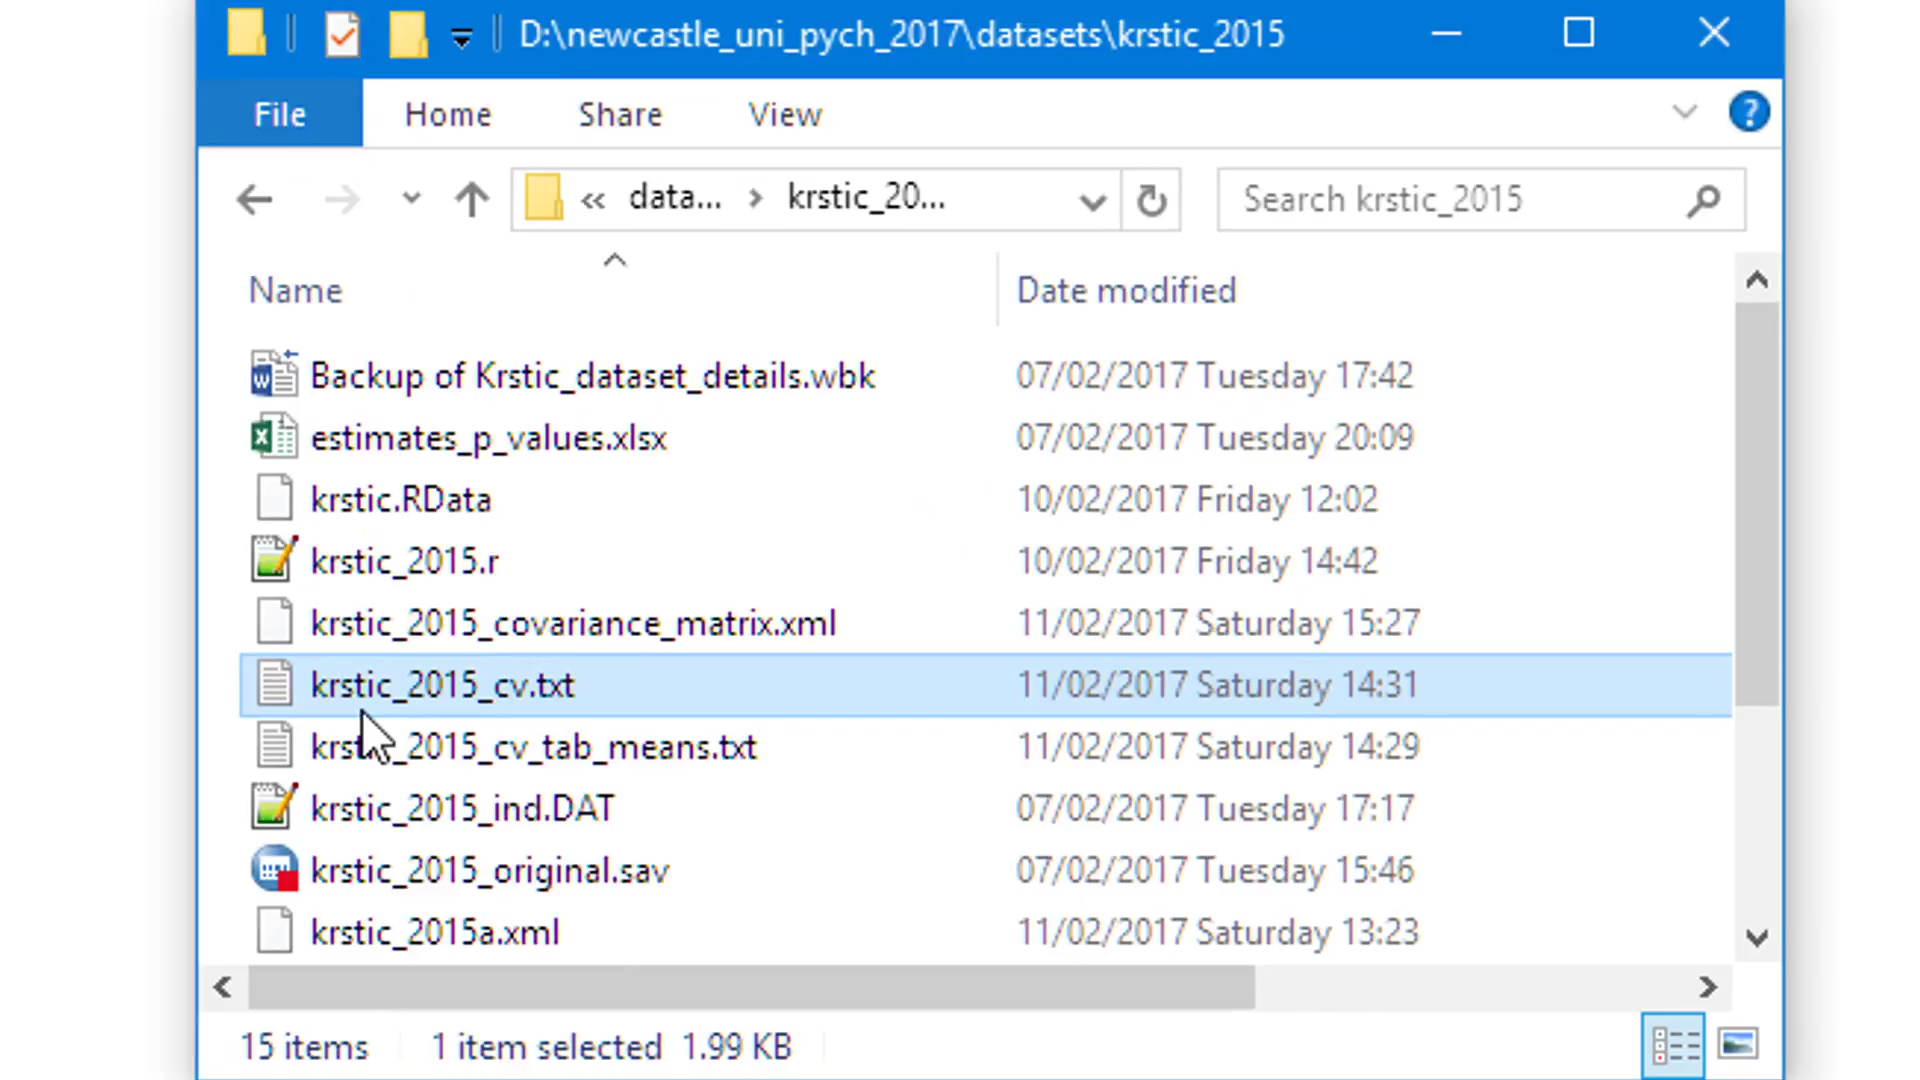 D:\newcastle_uni_pych_2017\datasets\krstic_2015
File Home Share View
« data... › krstic_20... Search krstic_2015
Name Date modified
Backup of Krstic_dataset_details.wbk 07/02/2017 Tuesday 17:42
estimates_p_values.xlsx 07/02/2017 Tuesday 20:09
krstic.RData 10/02/2017 Friday 12:02
krstic_2015.r 10/02/2017 Friday 14:42
krstic_2015_covariance_matrix.xml 11/02/2017 Saturday 15:27
krstic_2015_cv.txt 11/02/2017 Saturday 14:31
krstic_2015_cv_tab_means.txt 11/02/2017 Saturday 14:29
krstic_2015_ind.DAT 07/02/2017 Tuesday 17:17
krstic_2015_original.sav 07/02/2017 Tuesday 15:46
krstic_2015a.xml 11/02/2017 Saturday 13:23
15 items 1 item selected 1.99 KB